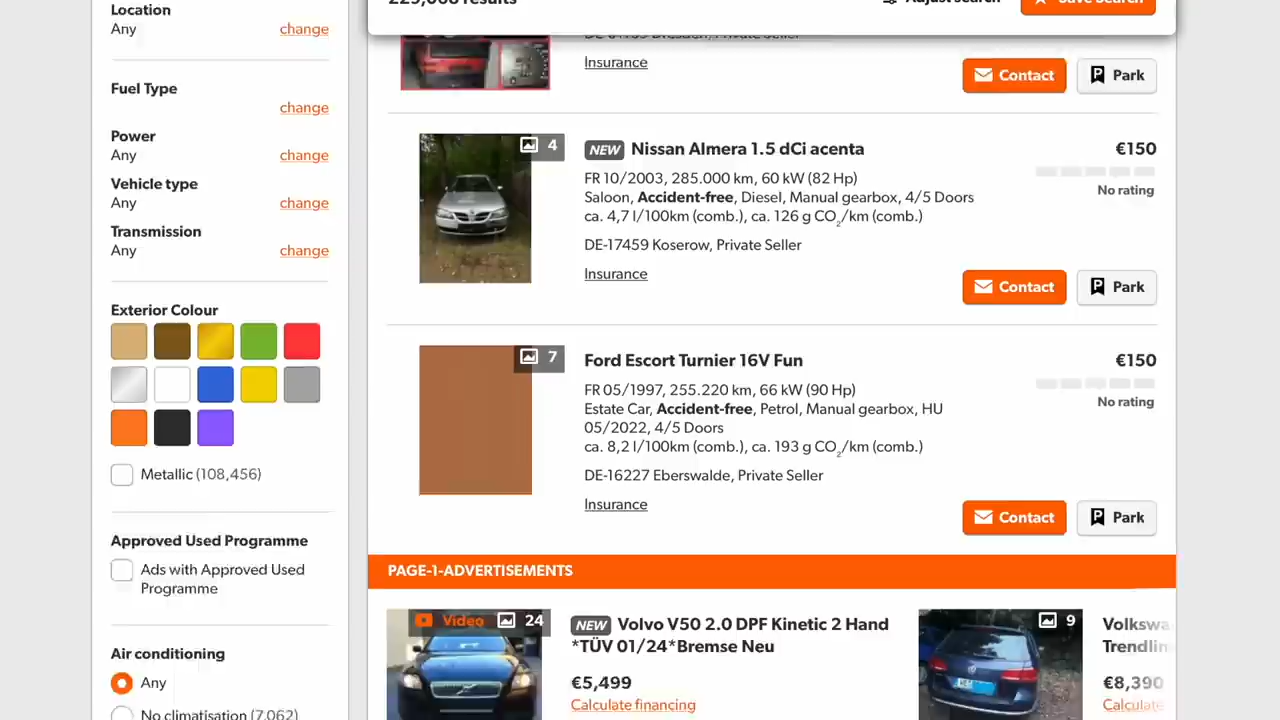 Location
Any
change
Fuel Type
change
Power
Any
change
Vehicle type
Any
change
Transmission
Any
change
Exterior Colour
Metallic (108,456)
Approved Used Programme
Ads with Approved Used
Programme
Air conditioning
Any
No climatisation (7,062)
results
Adjust search
Save Search
Insurance
Contact
Park
4
NEW Nissan Almera 1.5 dCi acenta
€150
FR 10/2003, 285.000 km, 60 kW (82 Hp)
No rating
Saloon, Accident-free, Diesel, Manual gearbox, 4/5 Doors
ca. 4,7 l/100km (comb.), ca. 126 g CO₂/km (comb.)
DE-17459 Koserow, Private Seller
Insurance
Contact
Park
7
Ford Escort Turnier 16V Fun
€150
FR 05/1997, 255.220 km, 66 kW (90 Hp)
No rating
Estate Car, Accident-free, Petrol, Manual gearbox, HU
05/2022, 4/5 Doors
ca. 8,2 l/100km (comb.), ca. 193 g CO₂/km (comb.)
DE-16227 Eberswalde, Private Seller
Insurance
Contact
Park
PAGE-1-ADVERTISEMENTS
Video 24
NEW Volvo V50 2.0 DPF Kinetic 2 Hand
*TÜV 01/24*Bremse Neu
€5,499
Calculate financing
9
Volkswa
Trendlin
€8,390
Calculate